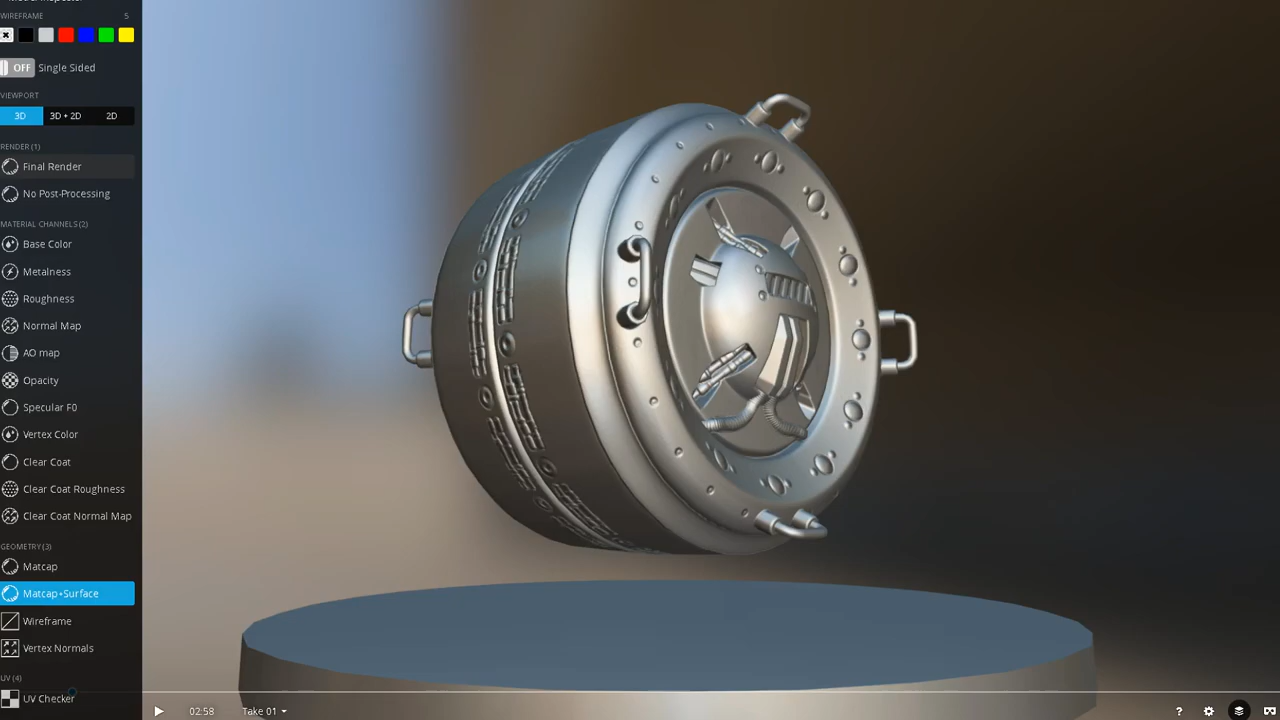 WIREFRAME 5
OFF Single Sided
VIEWPORT
3D 3D + 2D 2D
RENDER (1)
Final Render
No Post-Processing
MATERIAL CHANNELS (2)
Base Color
Metalness
Roughness
Normal Map
AO map
Opacity
Specular F0
Vertex Color
Clear Coat
Clear Coat Roughness
Clear Coat Normal Map
GEOMETRY (3)
Matcap
Matcap+Surface
Wireframe
Vertex Normals
UV (4)
UV Checker
02:58 Take 01 ?